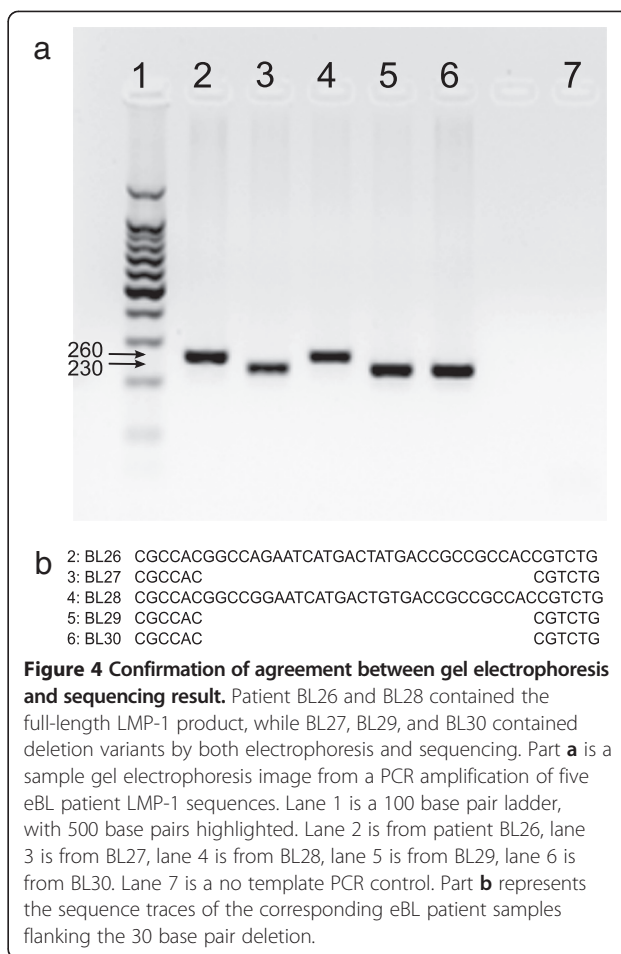 a
1 2 3 4 5 6 7
260
230
b
2: BL26 CGCCACGGCCAGAATCATGACTATGACCGCCGCCACCGTCTG
3: BL27 CGCCAC CGTCTG
4: BL28 CGCCACGGCCGGAATCATGACTGTGACCGCCGCCACCGTCTG
5: BL29 CGCCAC CGTCTG
6: BL30 CGCCAC CGTCTG
Figure 4 Confirmation of agreement between gel electrophoresis
and sequencing result. Patient BL26 and BL28 contained the
full-length LMP-1 product, while BL27, BL29, and BL30 contained
deletion variants by both electrophoresis and sequencing. Part a is a
sample gel electrophoresis image from a PCR amplification of five
eBL patient LMP-1 sequences. Lane 1 is a 100 base pair ladder,
with 500 base pairs highlighted. Lane 2 is from patient BL26, lane
3 is from BL27, lane 4 is from BL28, lane 5 is from BL29, lane 6 is
from BL30. Lane 7 is a no template PCR control. Part b represents
the sequence traces of the corresponding eBL patient samples
flanking the 30 base pair deletion.